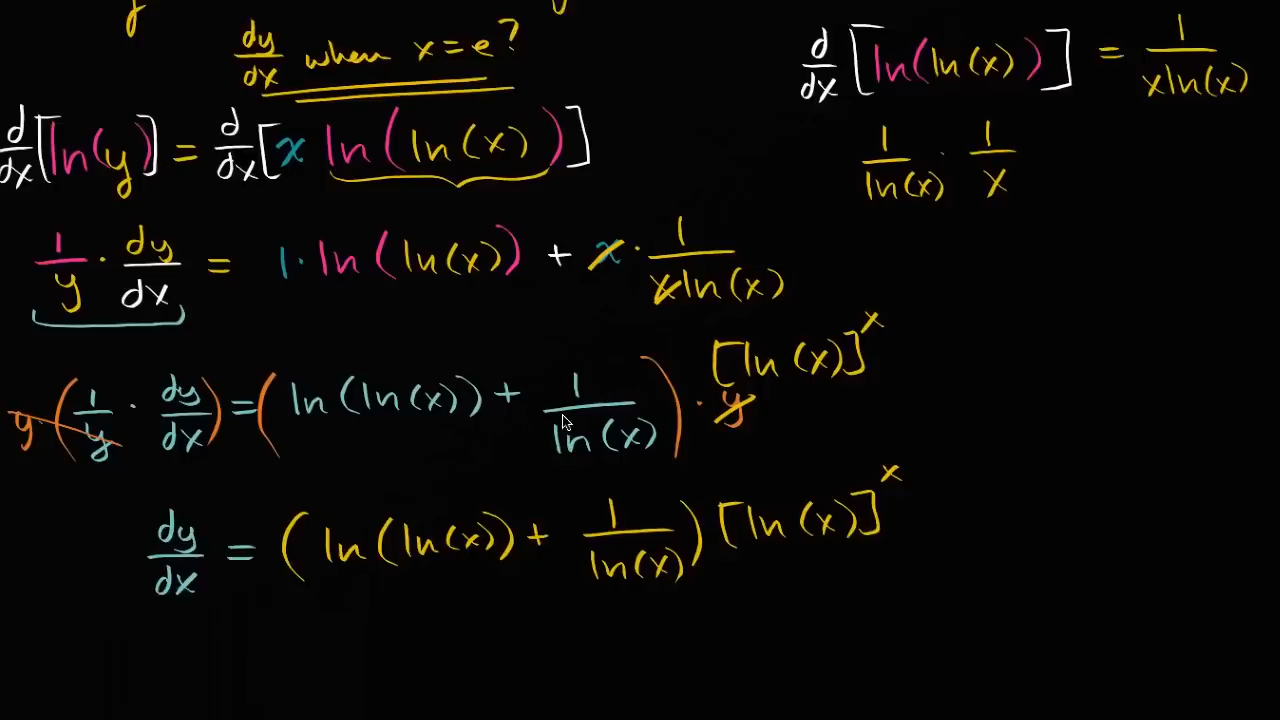 dy/dx when x = e?
d/dx [ln(ln(x))] = 1/(x ln(x))
1/ln(x) · 1/x
d/dx [ln(y)] = d/dx [x ln(ln(x))]
1/y · dy/dx = 1 · ln(ln(x)) + x · 1/(x ln(x))
[ln(x)]^x
y (1/y · dy/dx) = (ln(ln(x)) + 1/ln(x)) · y
dy/dx = (ln(ln(x)) + 1/ln(x)) [ln(x)]^x